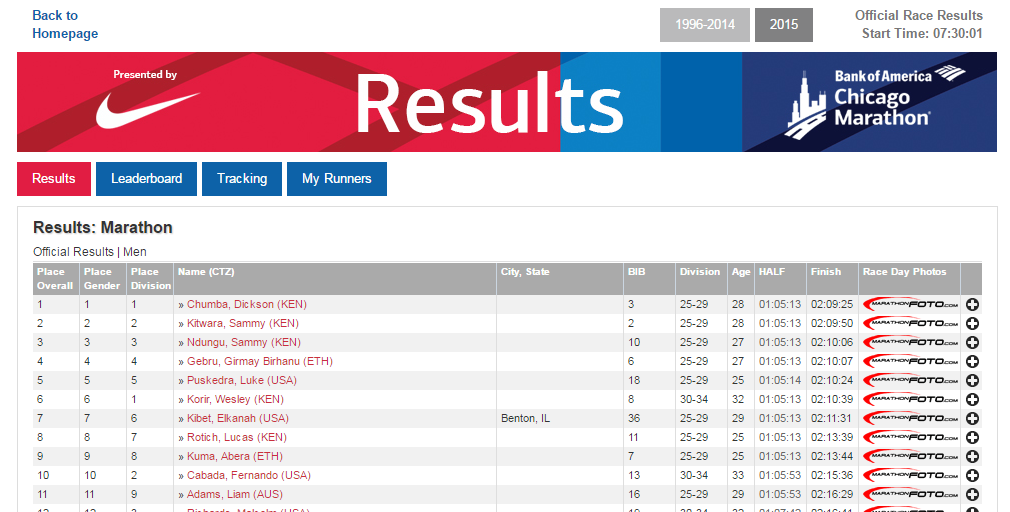 Back to
Homepage
1996-2014
2015
Official Race Results
Start Time: 07:30:01
Presented by
Results
Bank of America
Chicago
Marathon
Results
Leaderboard
Tracking
My Runners
Results: Marathon
Official Results | Men
Place Overall Place Gender Place Division Name (CTZ) City, State BIB Division Age HALF Finish Race Day Photos
1 1 1 » Chumba, Dickson (KEN) 3 25-29 28 01:05:13 02:09:25 MARATHONFOTO.COM
2 2 2 » Kitwara, Sammy (KEN) 2 25-29 28 01:05:13 02:09:50 MARATHONFOTO.COM
3 3 3 » Ndungu, Sammy (KEN) 10 25-29 27 01:05:13 02:10:06 MARATHONFOTO.COM
4 4 4 » Gebru, Girmay Birhanu (ETH) 6 25-29 27 01:05:13 02:10:07 MARATHONFOTO.COM
5 5 5 » Puskedra, Luke (USA) 18 25-29 25 01:05:14 02:10:24 MARATHONFOTO.COM
6 6 1 » Korir, Wesley (KEN) 8 30-34 32 01:05:13 02:10:39 MARATHONFOTO.COM
7 7 6 » Kibet, Elkanah (USA) Benton, IL 36 25-29 29 01:05:13 02:11:31 MARATHONFOTO.COM
8 8 7 » Rotich, Lucas (KEN) 11 25-29 25 01:05:13 02:13:39 MARATHONFOTO.COM
9 9 8 » Kuma, Abera (ETH) 7 25-29 25 01:05:13 02:13:44 MARATHONFOTO.COM
10 10 2 » Cabada, Fernando (USA) 13 30-34 33 01:05:53 02:15:36 MARATHONFOTO.COM
11 11 9 » Adams, Liam (AUS) 16 25-29 29 01:05:53 02:16:29 MARATHONFOTO.COM